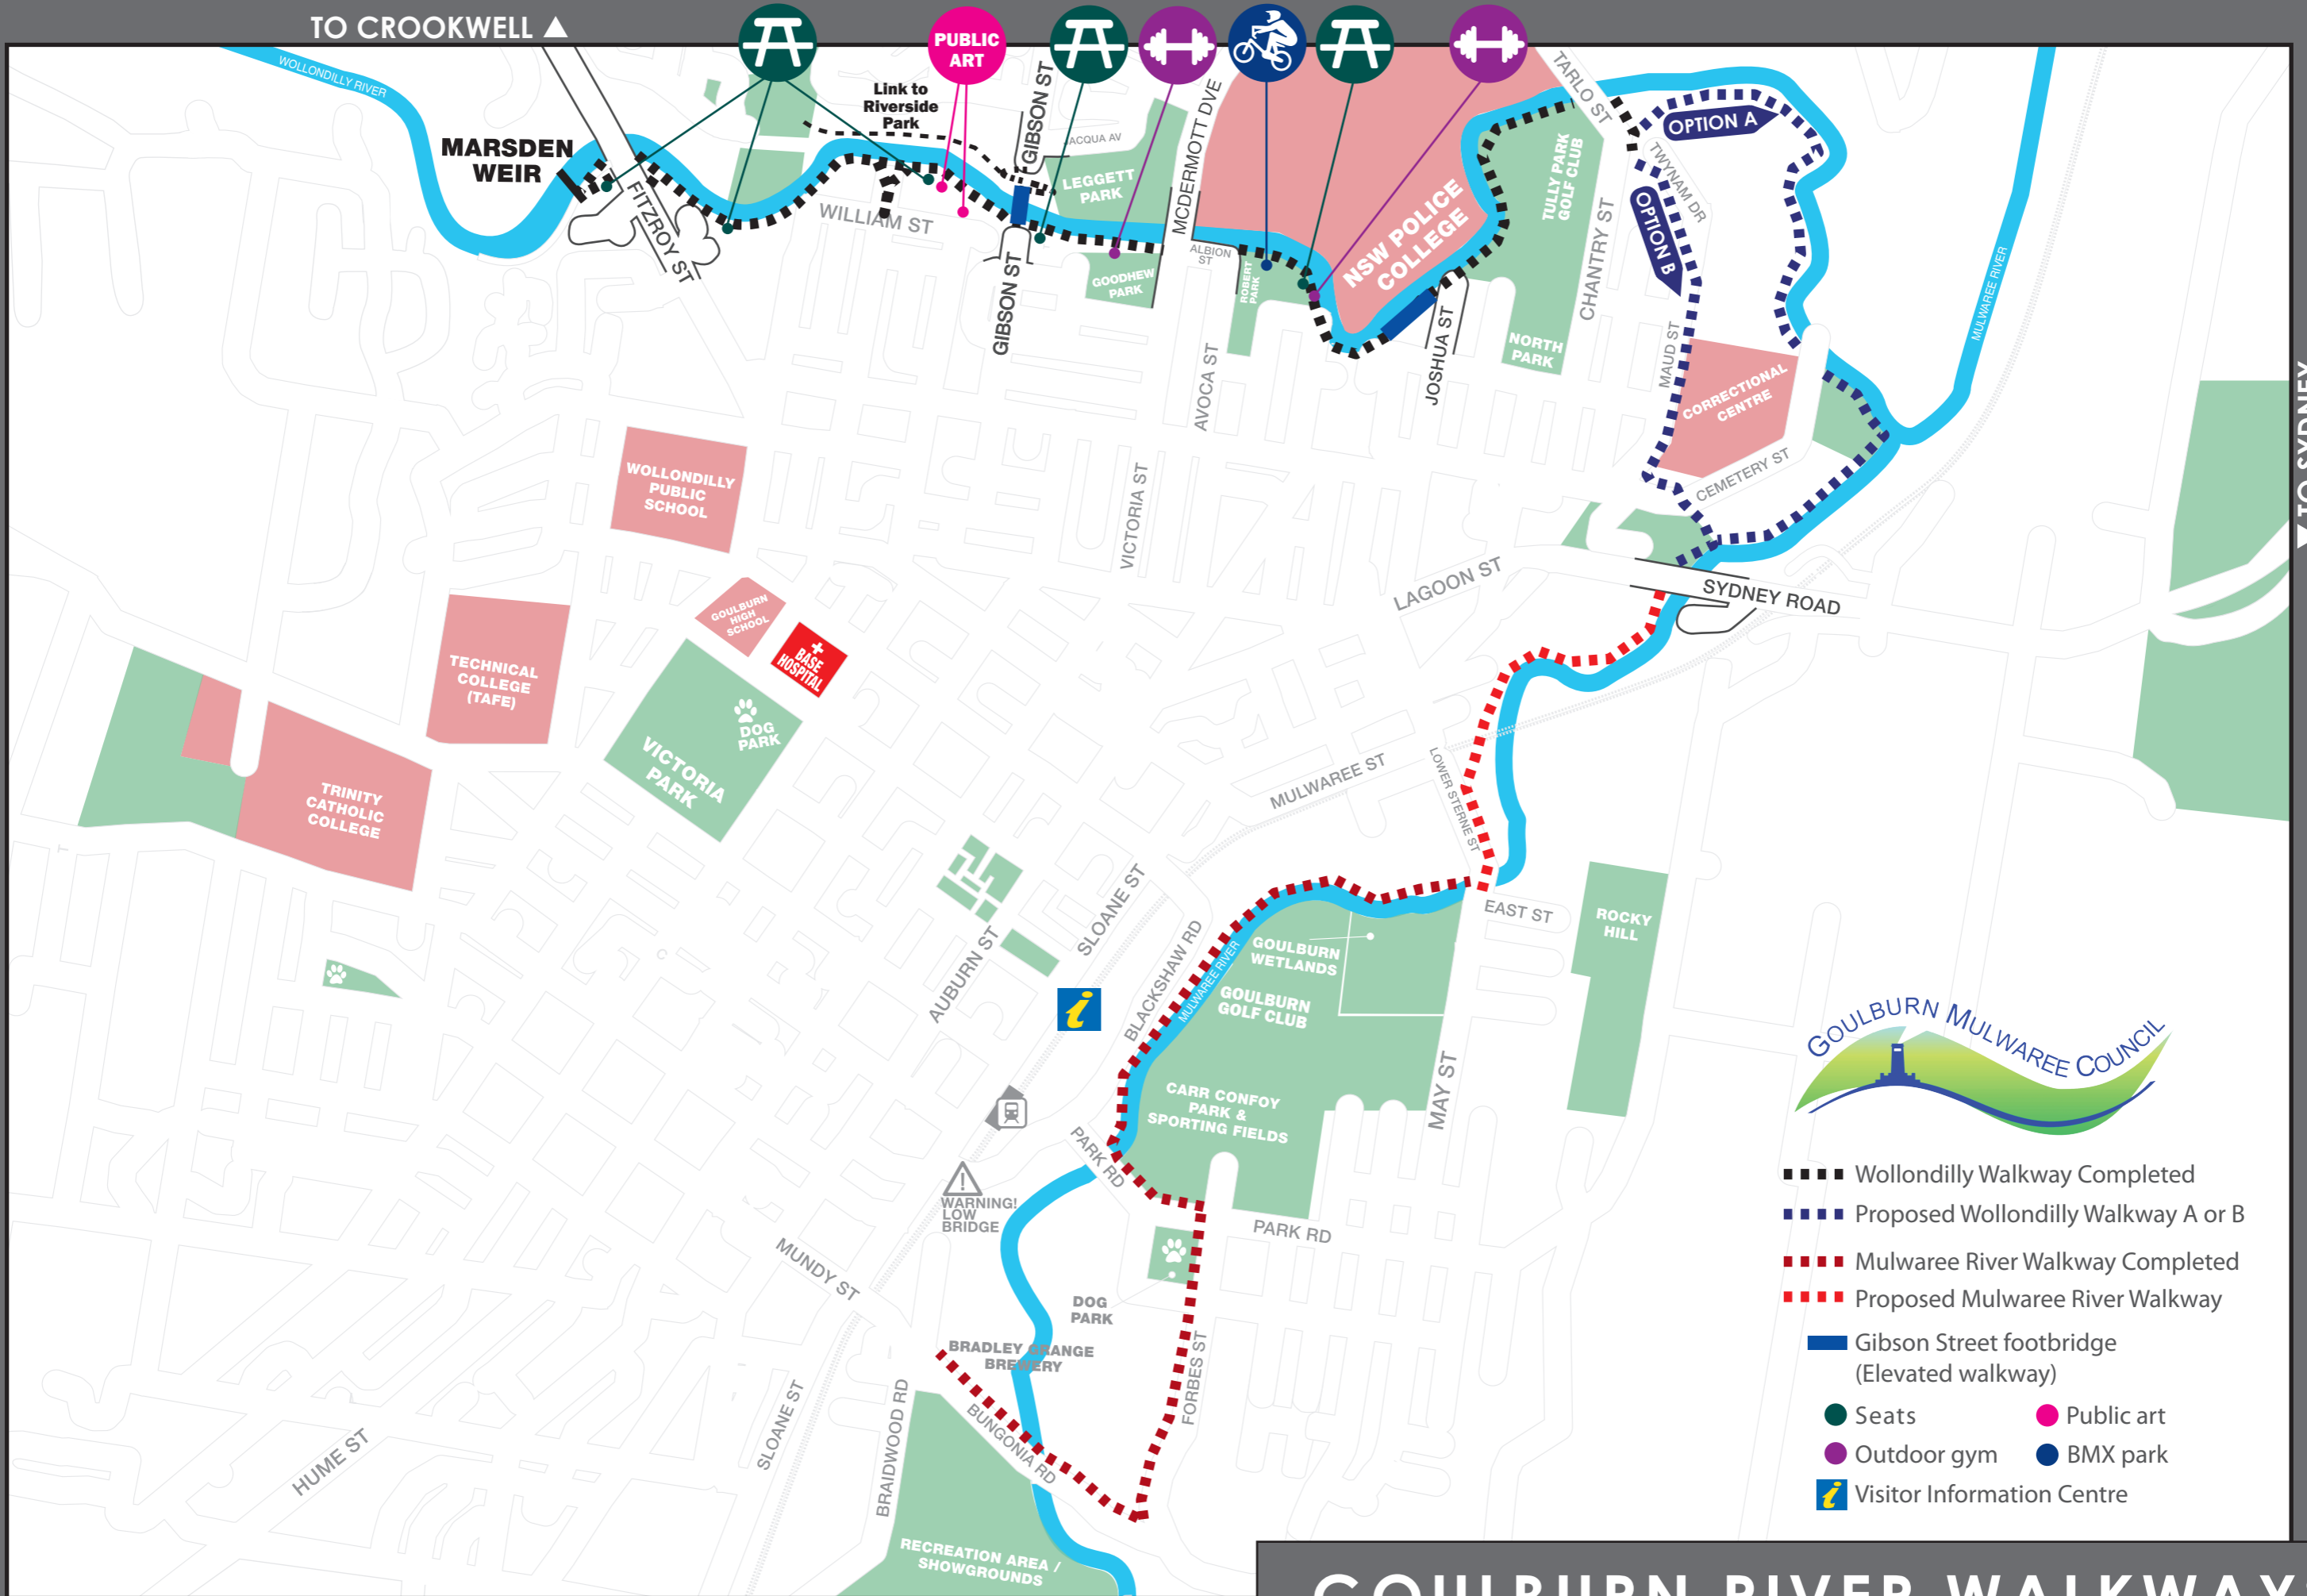 TO CROOKWELL ▲
PUBLIC
ART
WOLLONDILLY RIVER
MARSDEN
WEIR
FITZROY ST
Link to
Riverside
Park
WILLIAM ST
GIBSON ST
GIBSON ST
JACQUA AV
LEGGETT
PARK
GOODHEW
PARK
MCDERMOTT DVE
ALBION
ST
ROBERT
PARK
NSW POLICE
COLLEGE
TULLY PARK
GOLF CLUB
TARLO ST
OPTION A
TWYNAM DR
OPTION B
CHANTRY ST
NORTH
PARK
JOSHUA ST
AVOCA ST
VICTORIA ST
MAUD ST
CORRECTIONAL
CENTRE
CEMETERY ST
MULWAREE RIVER
TO SYDNEY
WOLLONDILLY
PUBLIC
SCHOOL
GOULBURN
HIGH
SCHOOL
BASE
HOSPITAL
TECHNICAL
COLLEGE
(TAFE)
TRINITY
CATHOLIC
COLLEGE
DOG
PARK
VICTORIA
PARK
LAGOON ST
SYDNEY ROAD
MULWAREE ST
LOWER STERNE ST
SLOANE ST
AUBURN ST
BLACKSHAW RD
MULWAREE RIVER
EAST ST
ROCKY
HILL
GOULBURN
WETLANDS
GOULBURN
GOLF CLUB
CARR CONFOY
PARK &
SPORTING FIELDS
MAY ST
PARK RD
PARK RD
WARNING!
LOW
BRIDGE
MUNDY ST
DOG
PARK
BRADLEY GRANGE
BREWERY
FORBES ST
BUNGONIA RD
BRAIDWOOD RD
SLOANE ST
HUME ST
RECREATION AREA /
SHOWGROUNDS
GOULBURN MULWAREE COUNCIL
Wollondilly Walkway Completed
Proposed Wollondilly Walkway A or B
Mulwaree River Walkway Completed
Proposed Mulwaree River Walkway
Gibson Street footbridge
(Elevated walkway)
Seats
Public art
Outdoor gym
BMX park
i Visitor Information Centre
GOULBURN RIVER WALKWAY